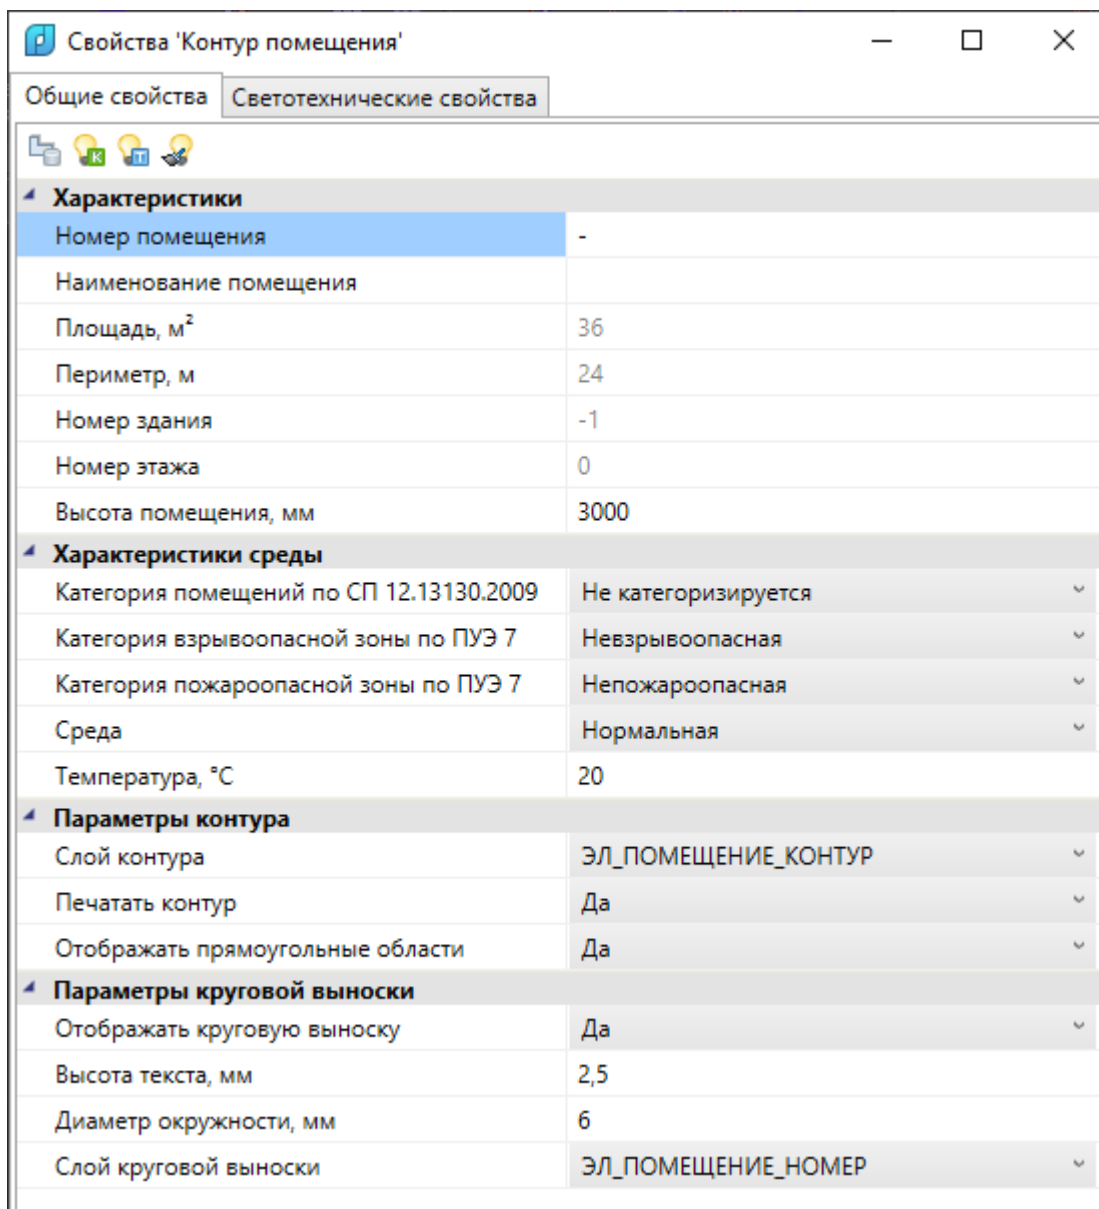 Свойства 'Контур помещения'
Общие свойства Светотехнические свойства
Характеристики
Номер помещения -
Наименование помещения
Площадь, м² 36
Периметр, м 24
Номер здания -1
Номер этажа 0
Высота помещения, мм 3000
Характеристики среды
Категория помещений по СП 12.13130.2009 Не категоризируется
Категория взрывоопасной зоны по ПУЭ 7 Невзрывоопасная
Категория пожароопасной зоны по ПУЭ 7 Непожароопасная
Среда Нормальная
Температура, °C 20
Параметры контура
Слой контура ЭЛ_ПОМЕЩЕНИЕ_КОНТУР
Печатать контур Да
Отображать прямоугольные области Да
Параметры круговой выноски
Отображать круговую выноску Да
Высота текста, мм 2,5
Диаметр окружности, мм 6
Слой круговой выноски ЭЛ_ПОМЕЩЕНИЕ_НОМЕР